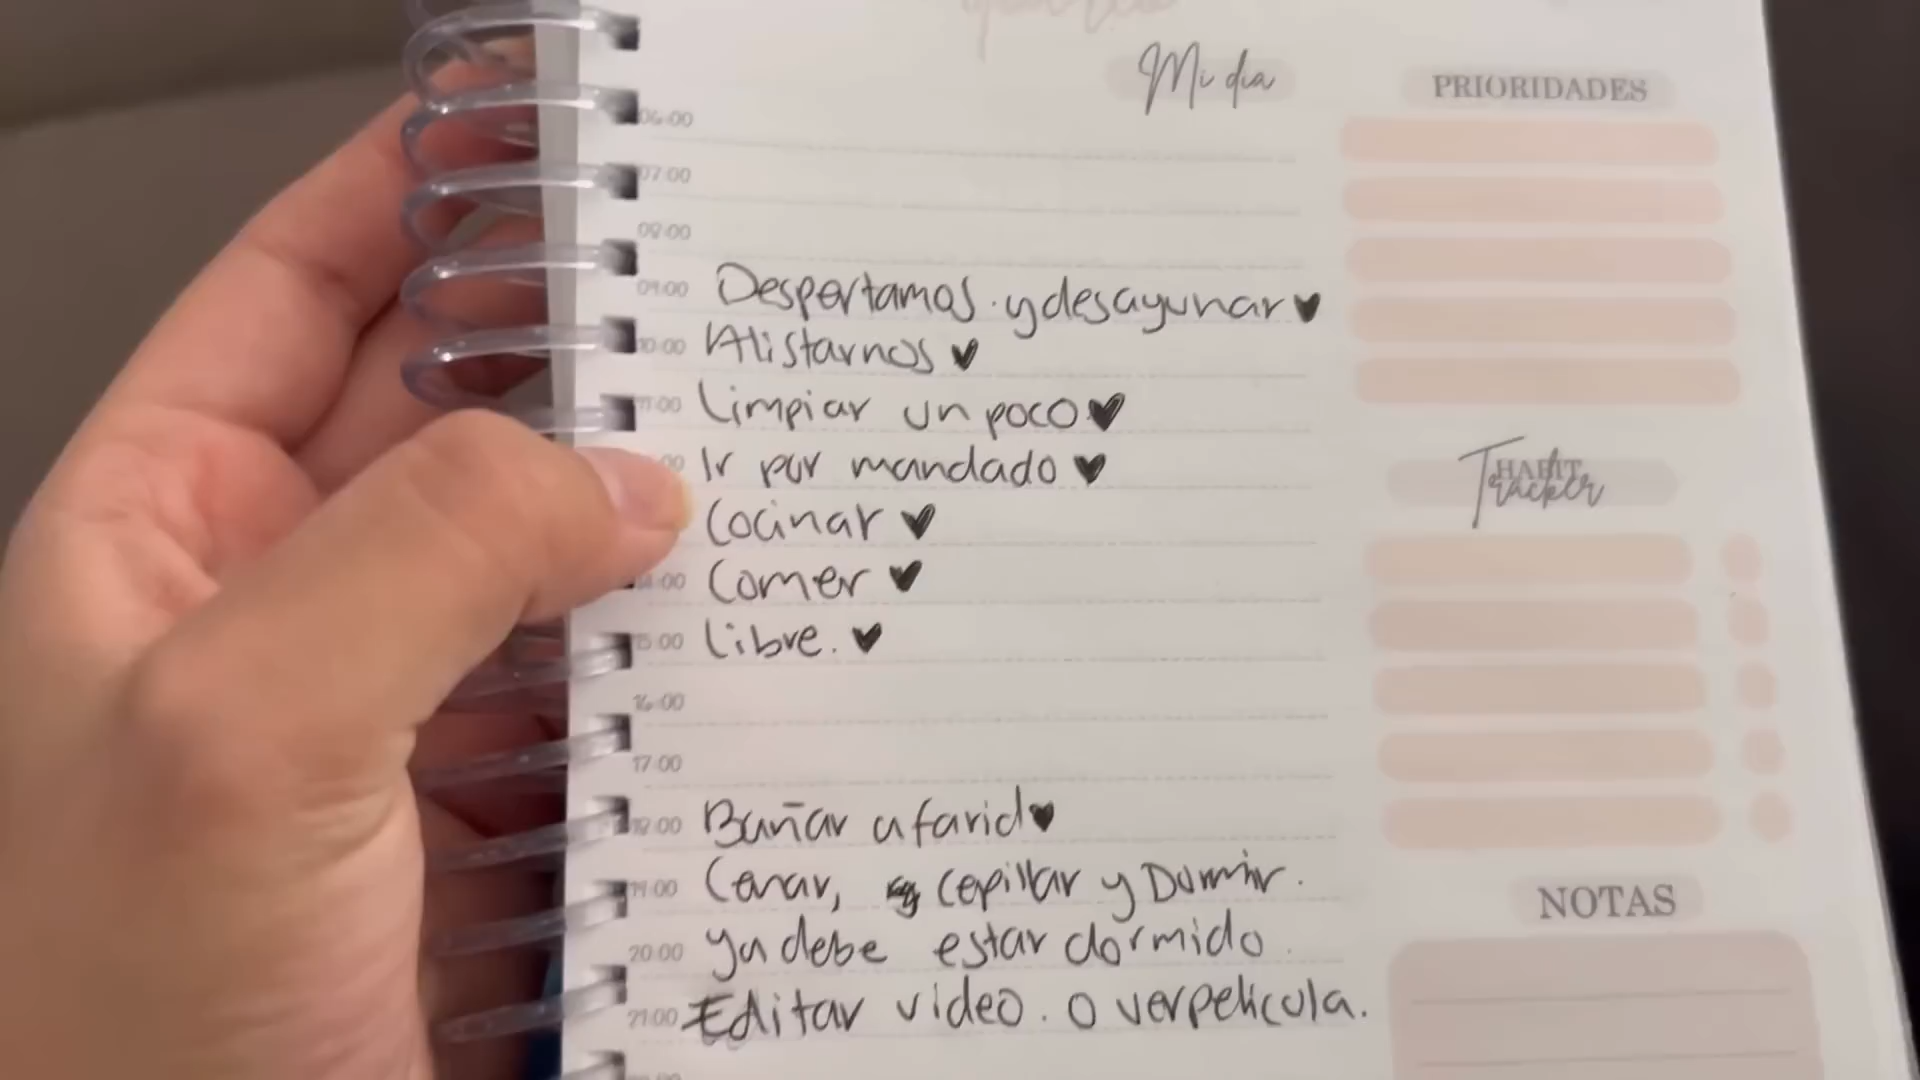 Mi dia
PRIORIDADES
06:00
07:00
08:00
09:00 Despertamos y desayunar
10:00 Alistarnos
11:00 Limpiar un poco
:00 Ir por mandado
Cocinar
14:00 Comer
15:00 Libre.
16:00
17:00
18:00 Bañar a farid
19:00 Cenar, cepillar y Dormir.
20:00 ya debe estar dormido.
21:00 Editar video. o ver pelicula.
HABIT
Tracker
NOTAS